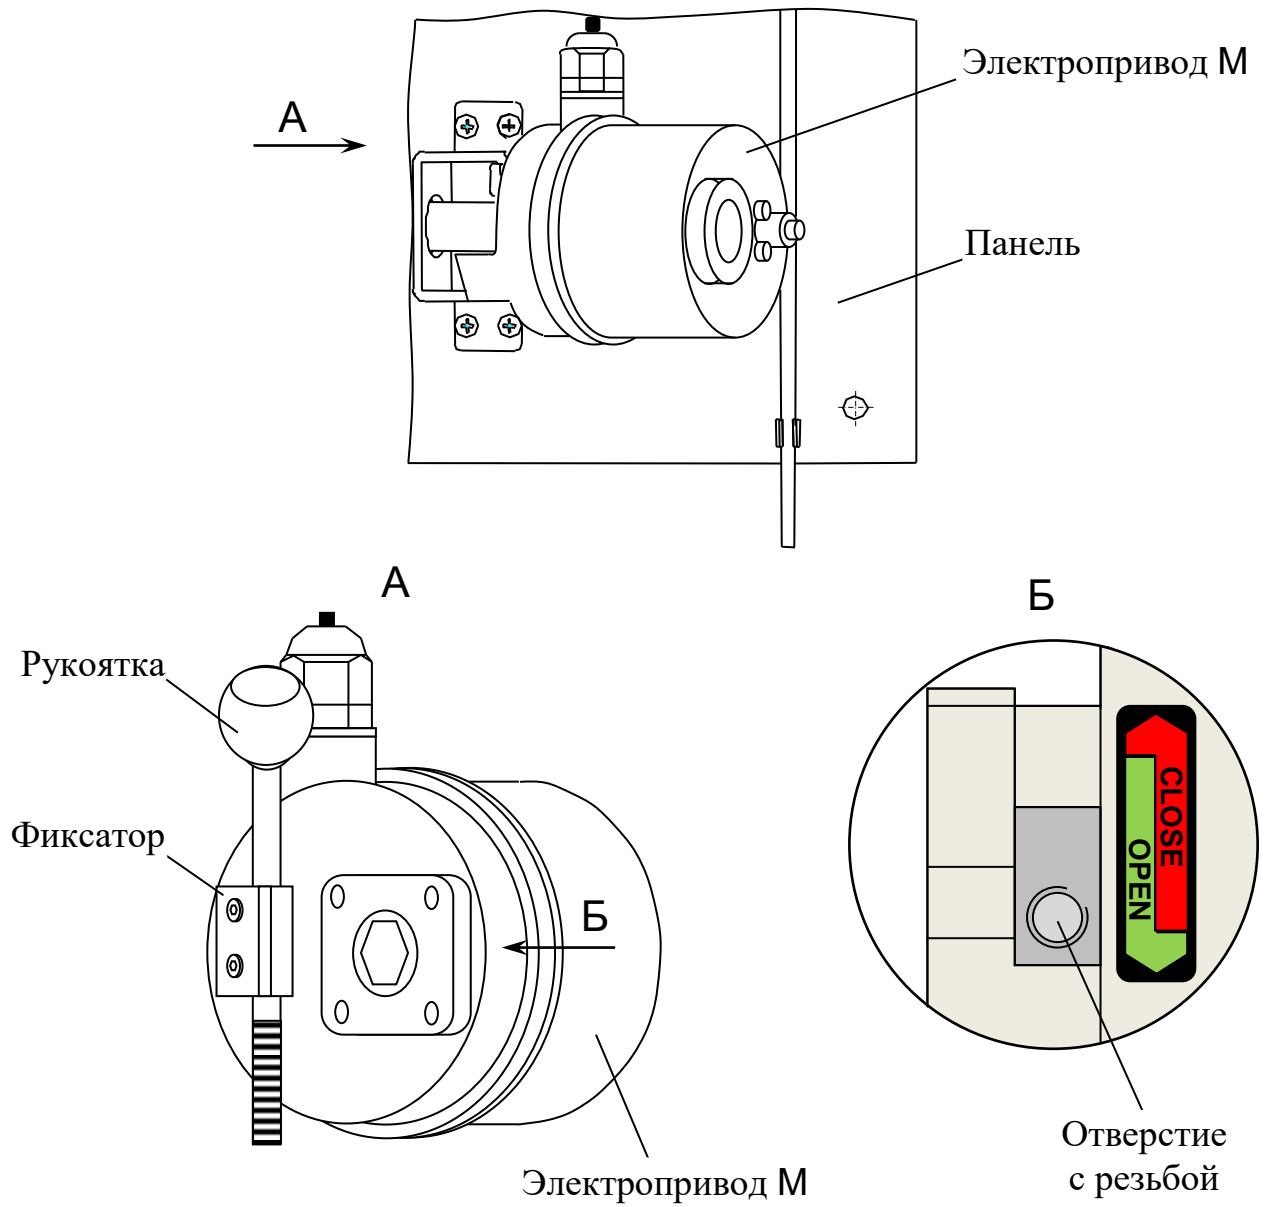 Электропривод М
А
Панель
А
Б
Рукоятка
Фиксатор
Б
CLOSE
OPEN
Отверстие
с резьбой
Электропривод М